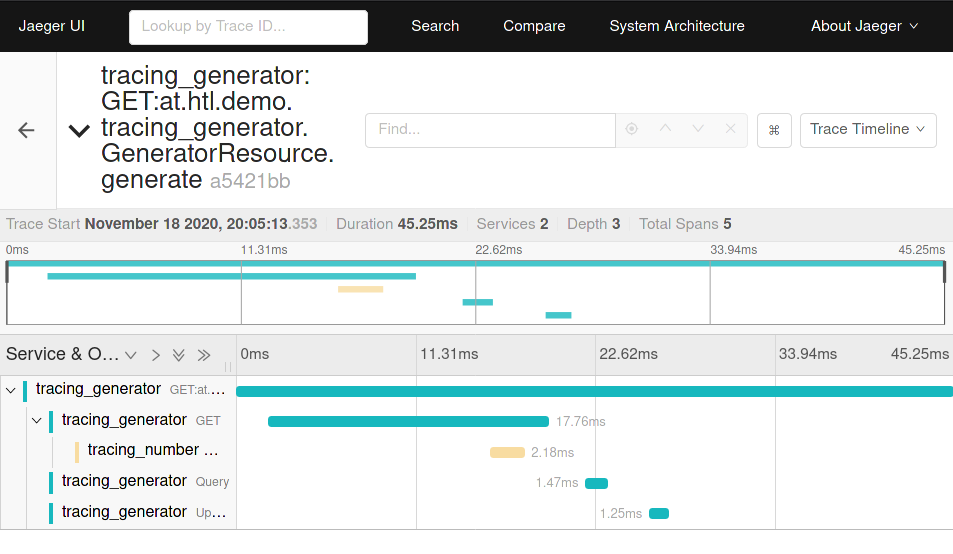 Jaeger UI Lookup by Trace ID... Search Compare System Architecture About Jaeger
tracing_generator:
GET:at.htl.demo.
tracing_generator.
GeneratorResource.
generate a5421bb
Find... ⌘ Trace Timeline
Trace Start November 18 2020, 20:05:13.353 Duration 45.25ms Services 2 Depth 3 Total Spans 5
0ms 11.31ms 22.62ms 33.94ms 45.25ms
Service & O... 0ms 11.31ms 22.62ms 33.94ms 45.25ms
tracing_generator GET:at....
tracing_generator GET 17.76ms
tracing_number ... 2.18ms
tracing_generator Query 1.47ms
tracing_generator Up... 1.25ms